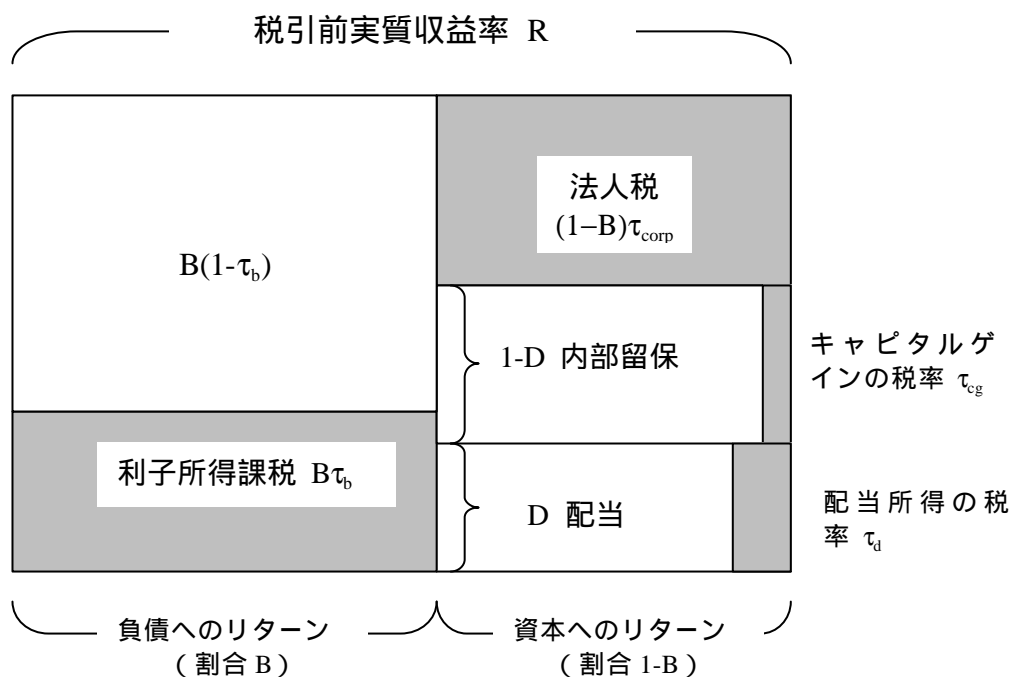 税引前実質収益率 R
法人税
(1−B)τcorp
B(1-τb)
1-D 内部留保
キャピタルゲ
インの税率 τcg
利子所得課税 Bτb
D 配当
配当所得の税
率 τd
負債へのリターン
（割合 B）
資本へのリターン
（割合 1-B）